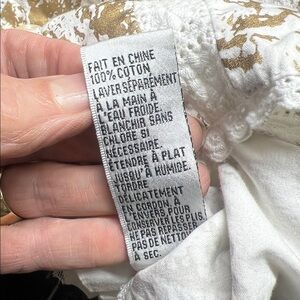 FAIT EN CHINE
100% COTON
LAVER SÉPARÉMENT
À LA MAIN À
L'EAU FROIDE.
BLANCHIR SANS
CHLORE SI
NÉCESSAIRE.
ÉTENDRE À PLAT
JUSQU'À HUMIDE.
TORDRE
DÉLICATEMENT
EN CORDON À
L'ENVERS POUR
CONSERVER LES PLIS.
NE PAS REPASSER
PAS DE NETTOY
À SEC.